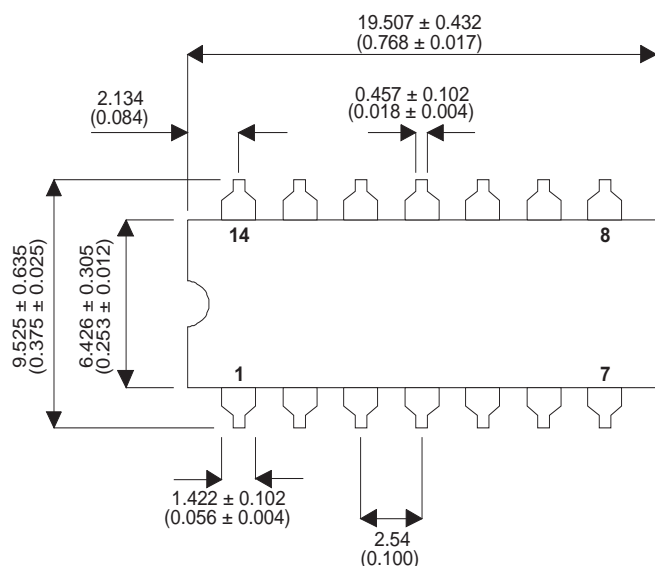 19.507 ± 0.432
(0.768 ± 0.017)
2.134
(0.084)
0.457 ± 0.102
(0.018 ± 0.004)
14
8
9.525 ± 0.635
(0.375 ± 0.025)
6.426 ± 0.305
(0.253 ± 0.012)
1
7
1.422 ± 0.102
(0.056 ± 0.004)
2.54
(0.100)